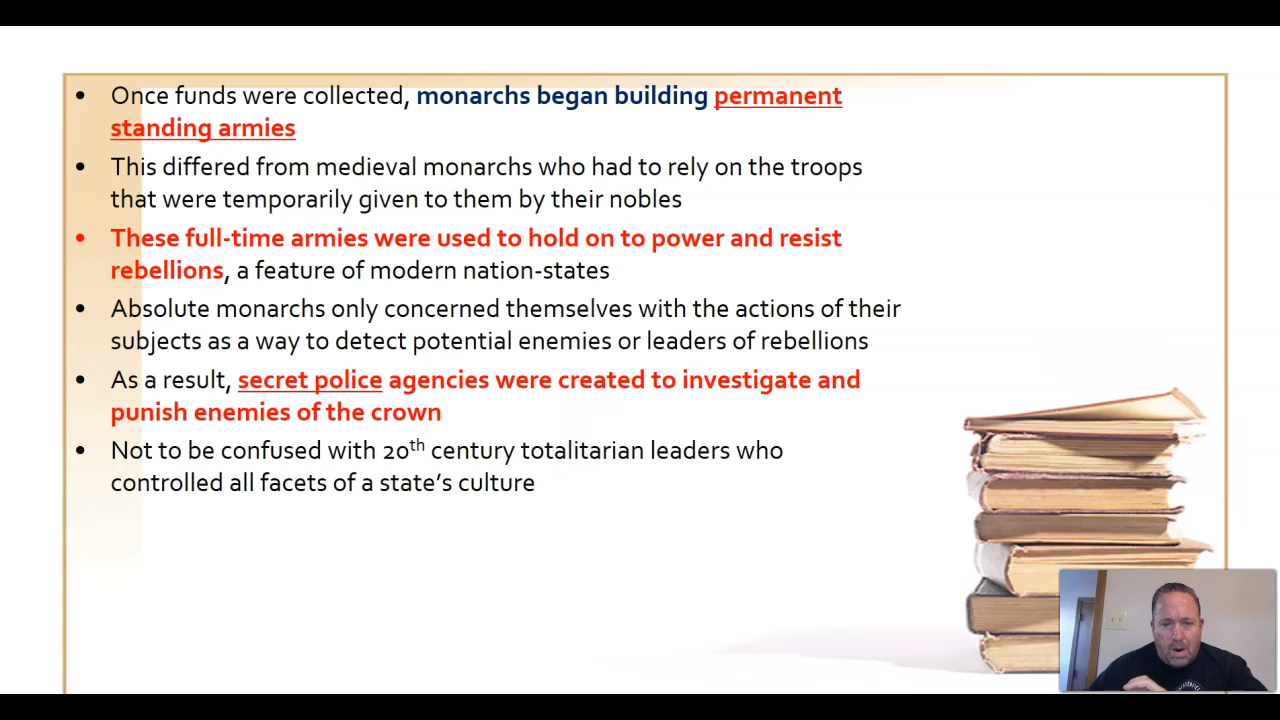 • Once funds were collected, monarchs began building permanent
standing armies
• This differed from medieval monarchs who had to rely on the troops
that were temporarily given to them by their nobles
• These full-time armies were used to hold on to power and resist
rebellions, a feature of modern nation-states
• Absolute monarchs only concerned themselves with the actions of their
subjects as a way to detect potential enemies or leaders of rebellions
• As a result, secret police agencies were created to investigate and
punish enemies of the crown
• Not to be confused with 20th century totalitarian leaders who
controlled all facets of a state’s culture